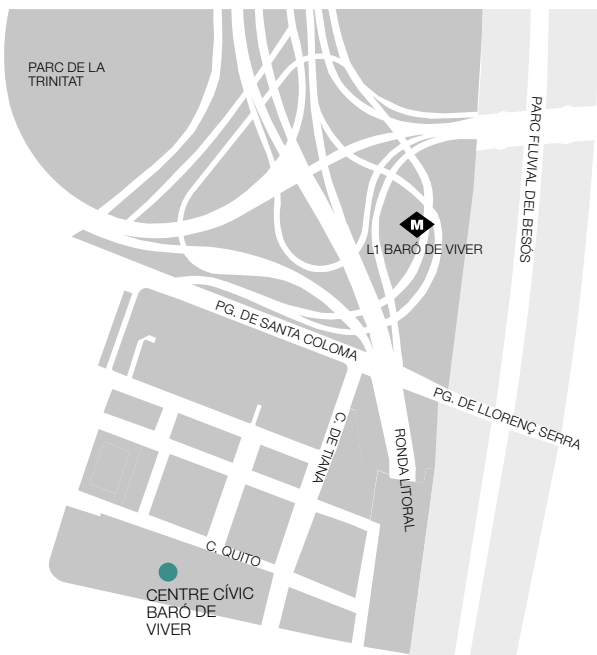 PARC DE LA
TRINITAT
PARC FLUVIAL DEL BESÓS
M
L1 BARÓ DE VIVER
PG. DE SANTA COLOMA
PG. DE LLORENÇ SERRA
C. DE TIANA
RONDA LITORAL
C. QUITO
CENTRE CÍVIC
BARÓ DE
VIVER